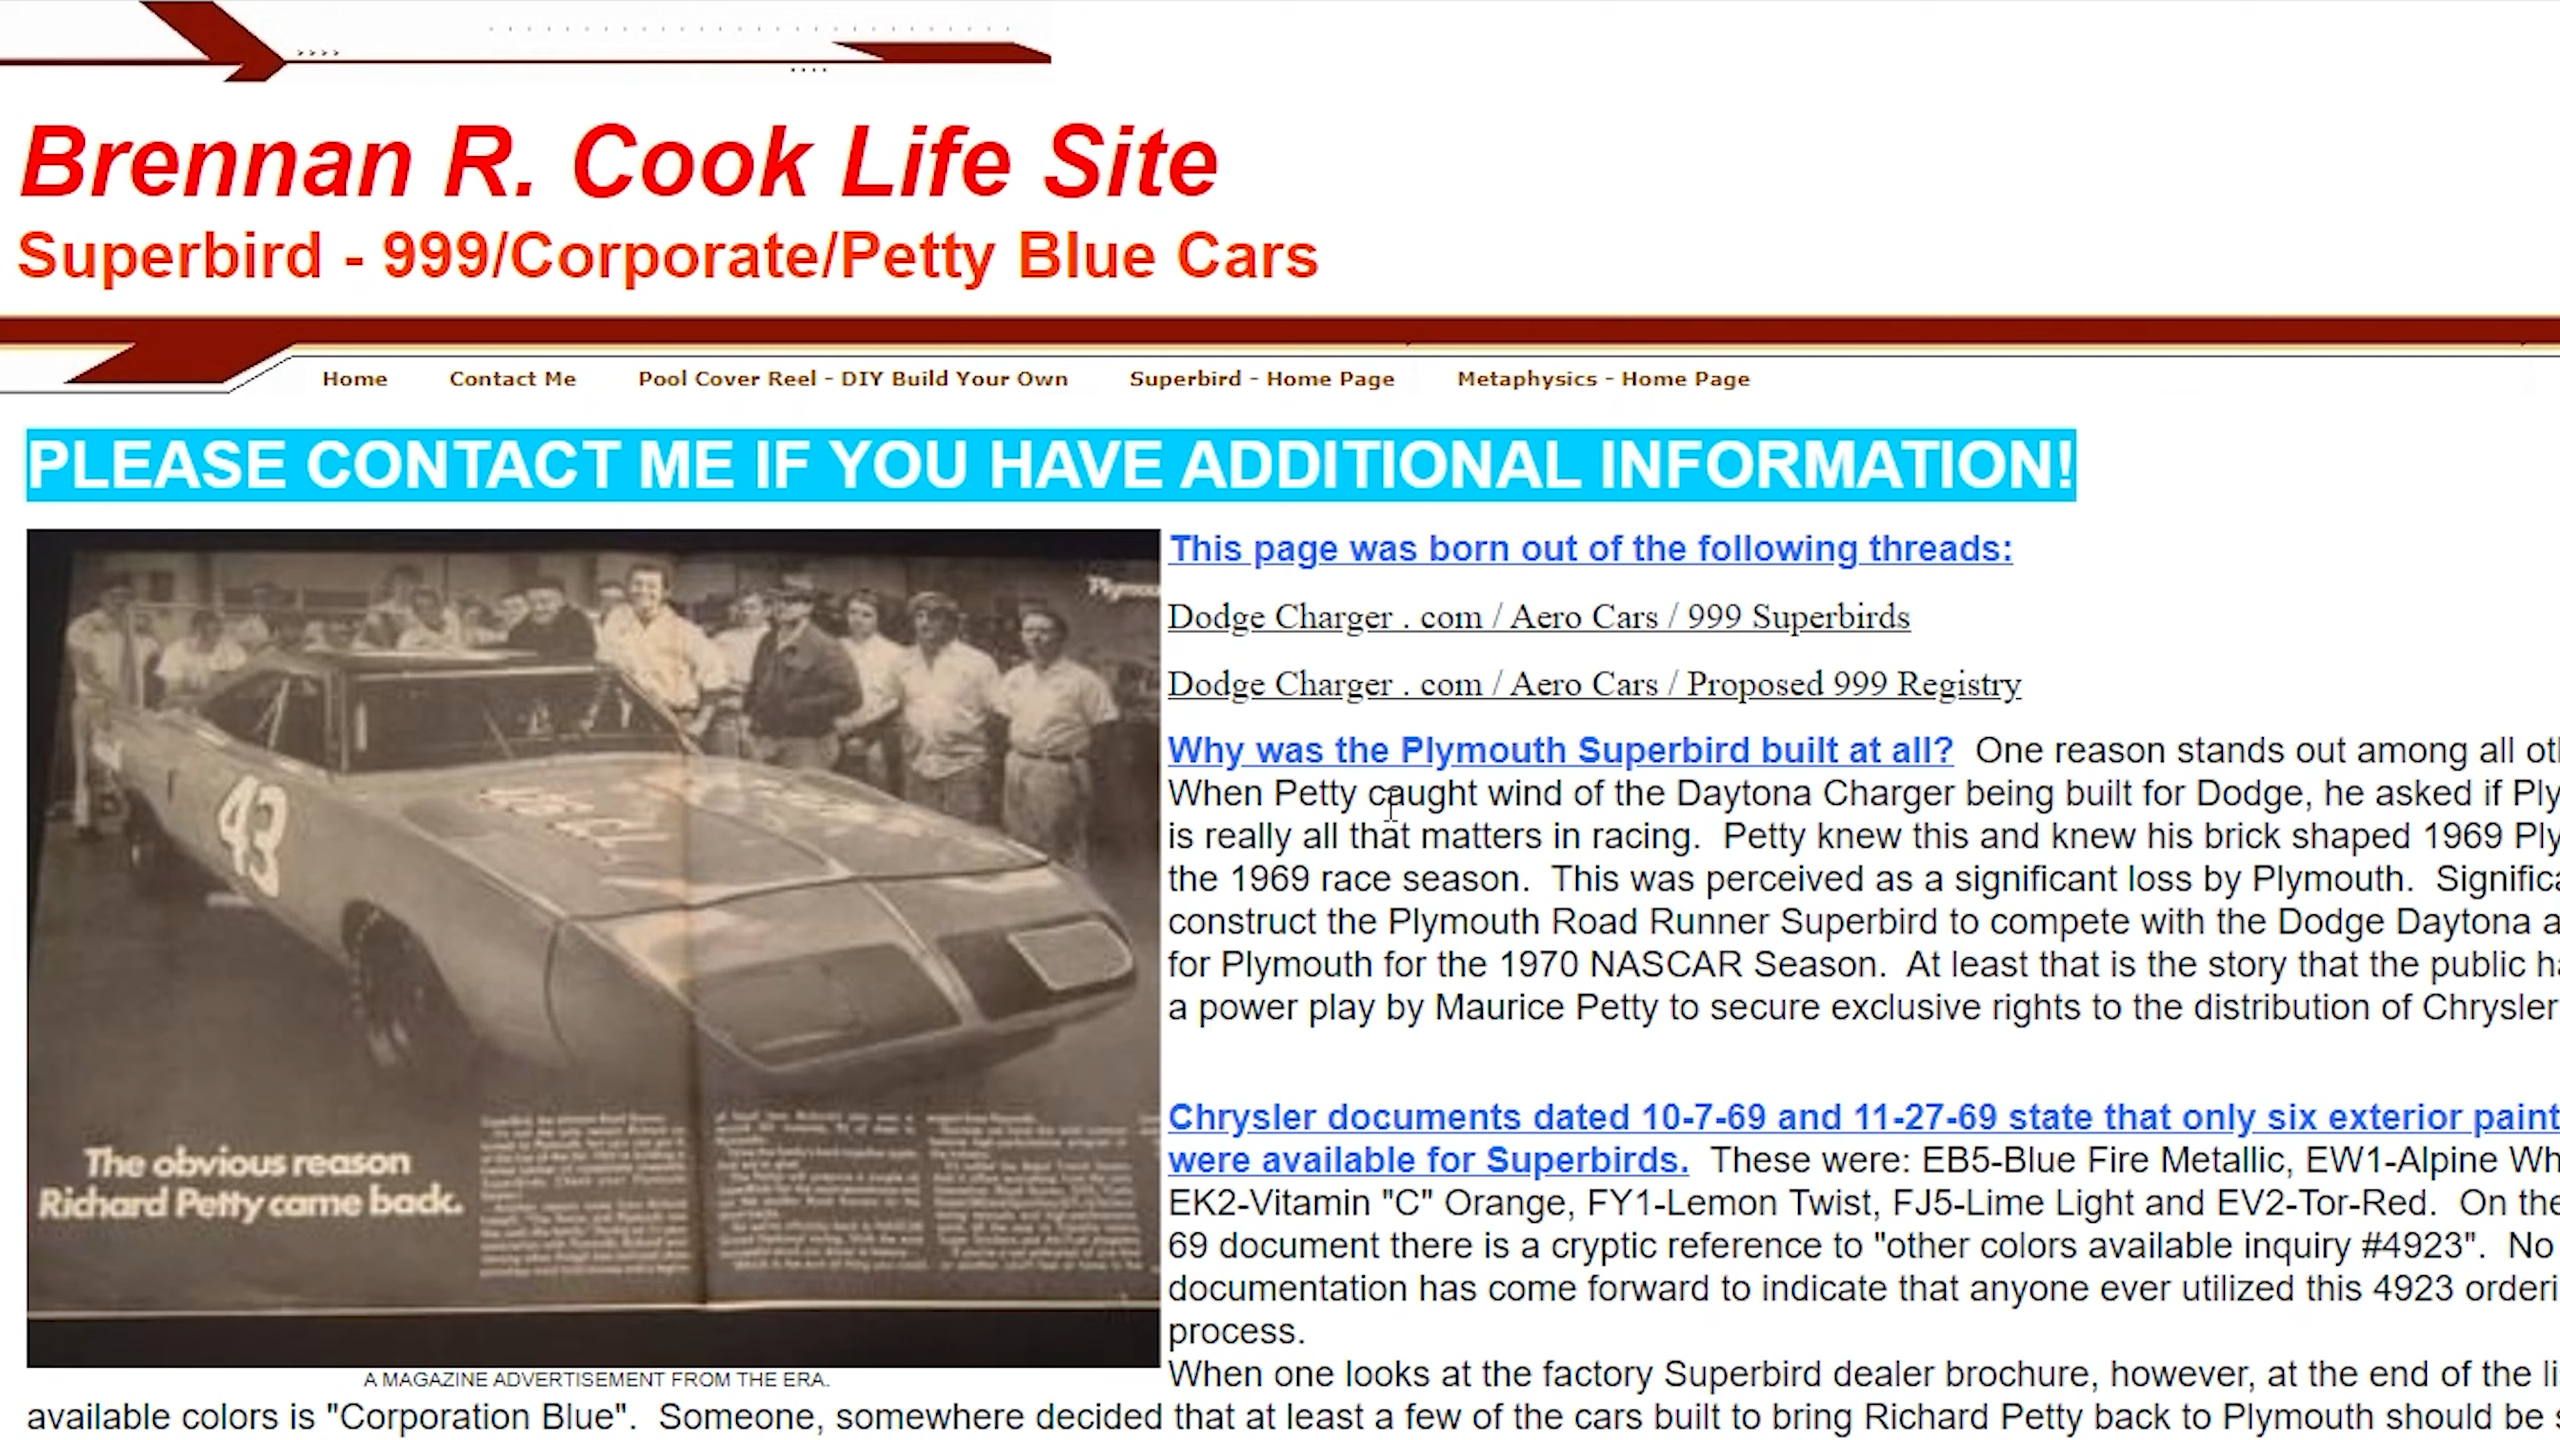 Brennan R. Cook Life Site
Superbird - 999/Corporate/Petty Blue Cars
Home Contact Me Pool Cover Reel - DIY Build Your Own Superbird - Home Page Metaphysics - Home Page
PLEASE CONTACT ME IF YOU HAVE ADDITIONAL INFORMATION!
This page was born out of the following threads:
Dodge Charger . com / Aero Cars / 999 Superbirds
Dodge Charger . com / Aero Cars / Proposed 999 Registry
Why was the Plymouth Superbird built at all? One reason stands out among all
When Petty caught wind of the Daytona Charger being built for Dodge, he asked if
is really all that matters in racing. Petty knew this and knew his brick shaped 1969
the 1969 race season. This was perceived as a significant loss by Plymouth.
construct the Plymouth Road Runner Superbird to compete with the Dodge Daytona
for Plymouth for the 1970 NASCAR Season. At least that is the story that the public
a power play by Maurice Petty to secure exclusive rights to the distribution of Chrysler
Chrysler documents dated 10-7-69 and 11-27-69 state that only six exterior paint
were available for Superbirds. These were: EB5-Blue Fire Metallic, EW1-Alpine
EK2-Vitamin "C" Orange, FY1-Lemon Twist, FJ5-Lime Light and EV2-Tor-Red. On
69 document there is a cryptic reference to "other colors available inquiry #4923". No
documentation has come forward to indicate that anyone ever utilized this 4923
process.
When one looks at the factory Superbird dealer brochure, however, at the end of the
available colors is "Corporation Blue". Someone, somewhere decided that at least a few of the cars built to bring Richard Petty back to Plymouth should be
43
The obvious reason
Richard Petty came back.
A MAGAZINE ADVERTISEMENT FROM THE ERA.